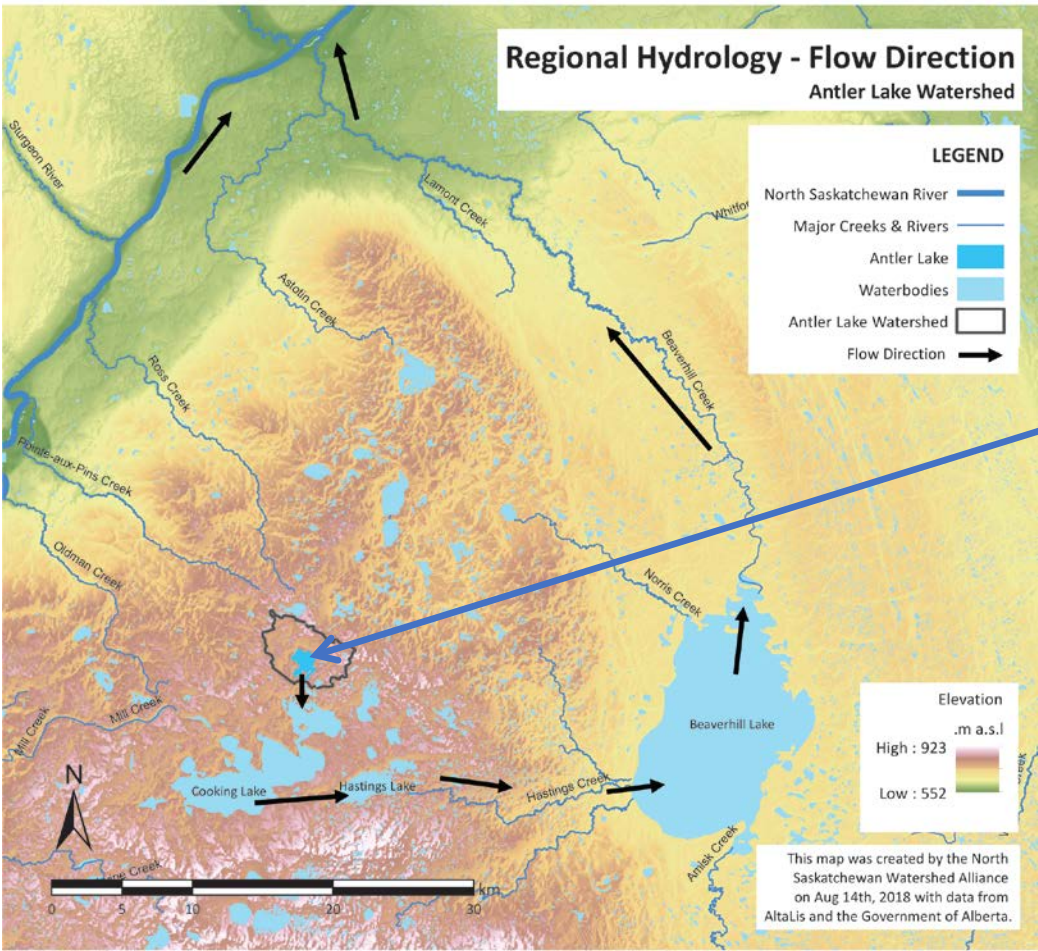 Regional Hydrology - Flow Direction
Antler Lake Watershed
LEGEND
North Saskatchewan River
Major Creeks & Rivers
Antler Lake
Waterbodies
Antler Lake Watershed
Flow Direction
Sturgeon River
Lamont Creek
Astotin Creek
Beaverhill Creek
Ross Creek
Pointe-aux-Pins Creek
Oldman Creek
Norris Creek
Mill Creek
Mill Creek
Beaverhill Lake
Cooking Lake
Hastings Lake
Hastings Creek
Amisk Creek
N
km
0 5 10 20 30
Elevation
.m a.s.l
High : 923
Low : 552
This map was created by the North
Saskatchewan Watershed Alliance
on Aug 14th, 2018 with data from
AltaLis and the Government of Alberta.